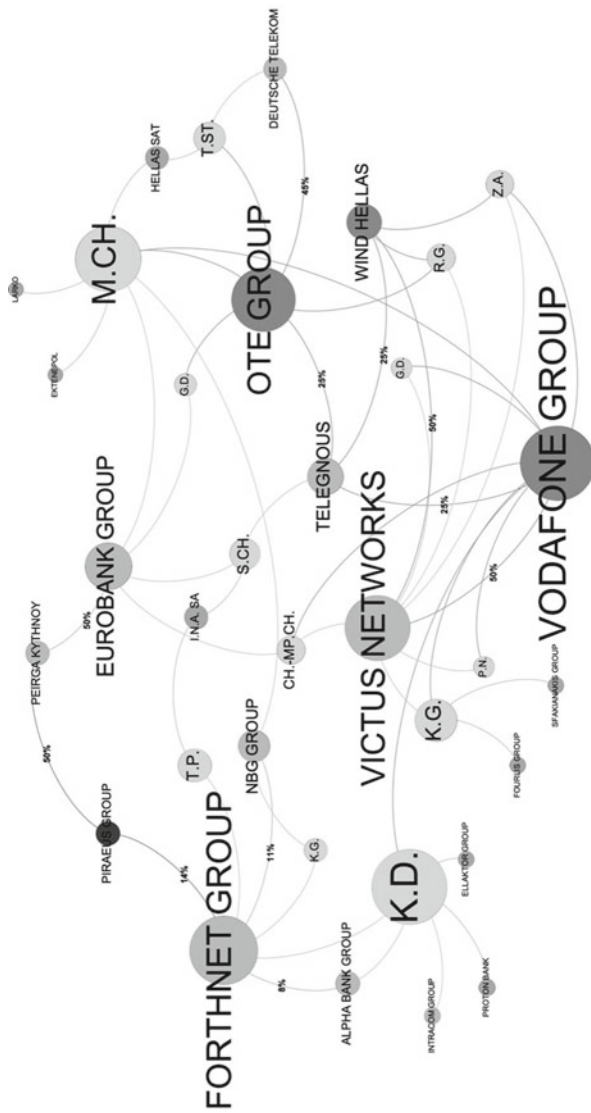 LARKO
EXTENSPOL
M.CH.
HELLAS SAT
T.ST.
DEUTSCHE TELEKOM
45%
OTE GROUP
G.D.
EUROBANK GROUP
PEIRGA KYTHNOY
50%
50%
PIRAEUS GROUP
14%
I.N.A. SA
S.CH.
TELEGNOUS
25%
WIND HELLAS
R.G.
Z.A.
25%
G.D.
50%
25%
CH.-MP.CH.
T.P.
NBG GROUP
11%
K.G.
FORTHNET GROUP
8%
ALPHA BANK GROUP
VICTUS NETWORKS
50%
VODAFONE GROUP
P.N.
K.G.
SFAKIANAKIS GROUP
FOURLIS GROUP
K.D.
ELLAKTOR GROUP
PROTON BANK
INTRACOM GROUP